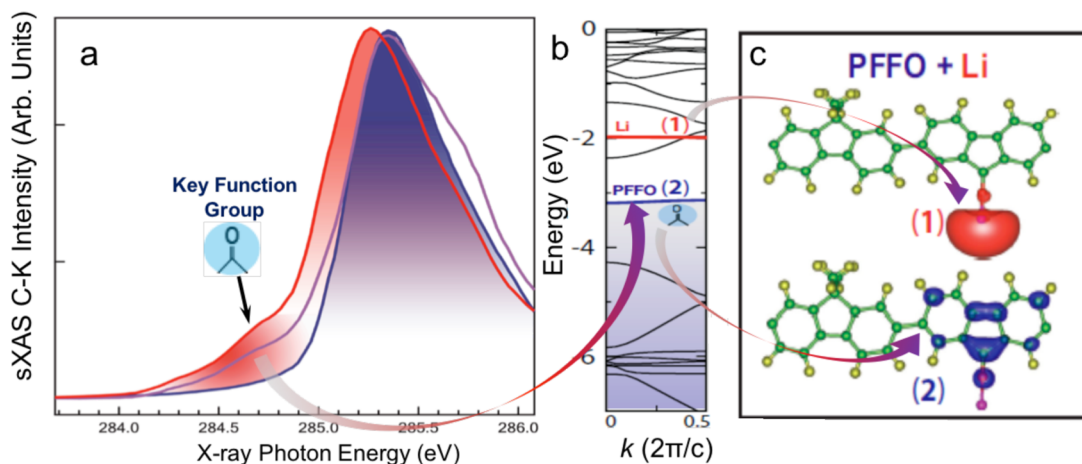 a
sXAS C-K Intensity (Arb. Units)
Key Function
Group
O
284.0
284.5
285.0
285.5
286.0
X-ray Photon Energy (eV)
b
0
-2
-4
-6
Energy (eV)
Li (1)
PFFO (2)
O
0
0.5
k (2π/c)
c
PFFO + Li
(1)
(2)